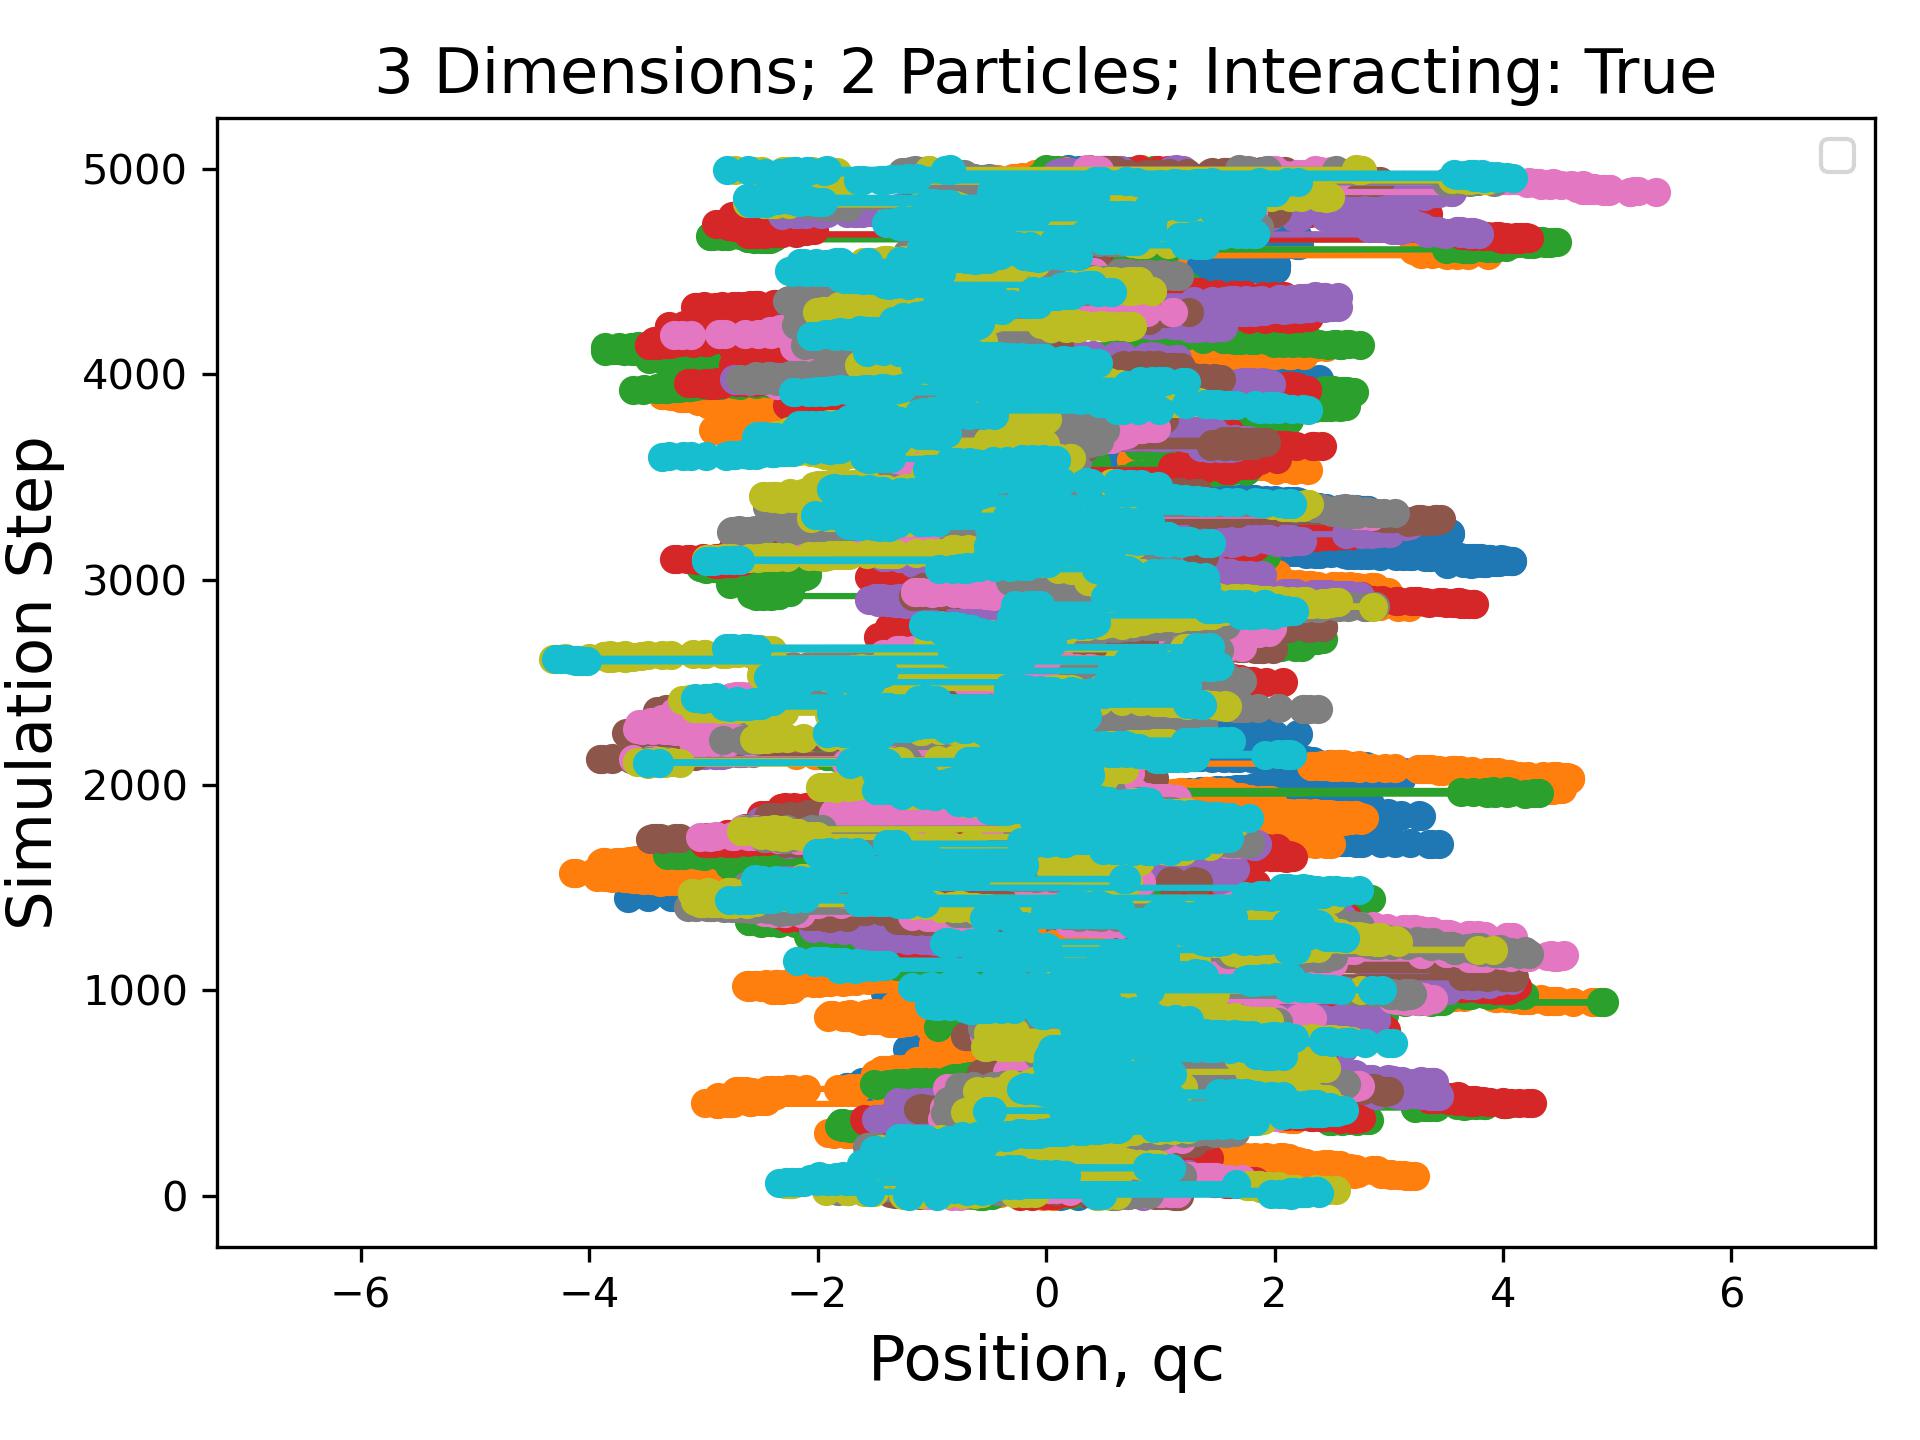 3 Dimensions; 2 Particles; Interacting: True
Simulation Step
5000
4000
3000
2000
1000
0
−6 −4 −2 0 2 4 6
Position, qc